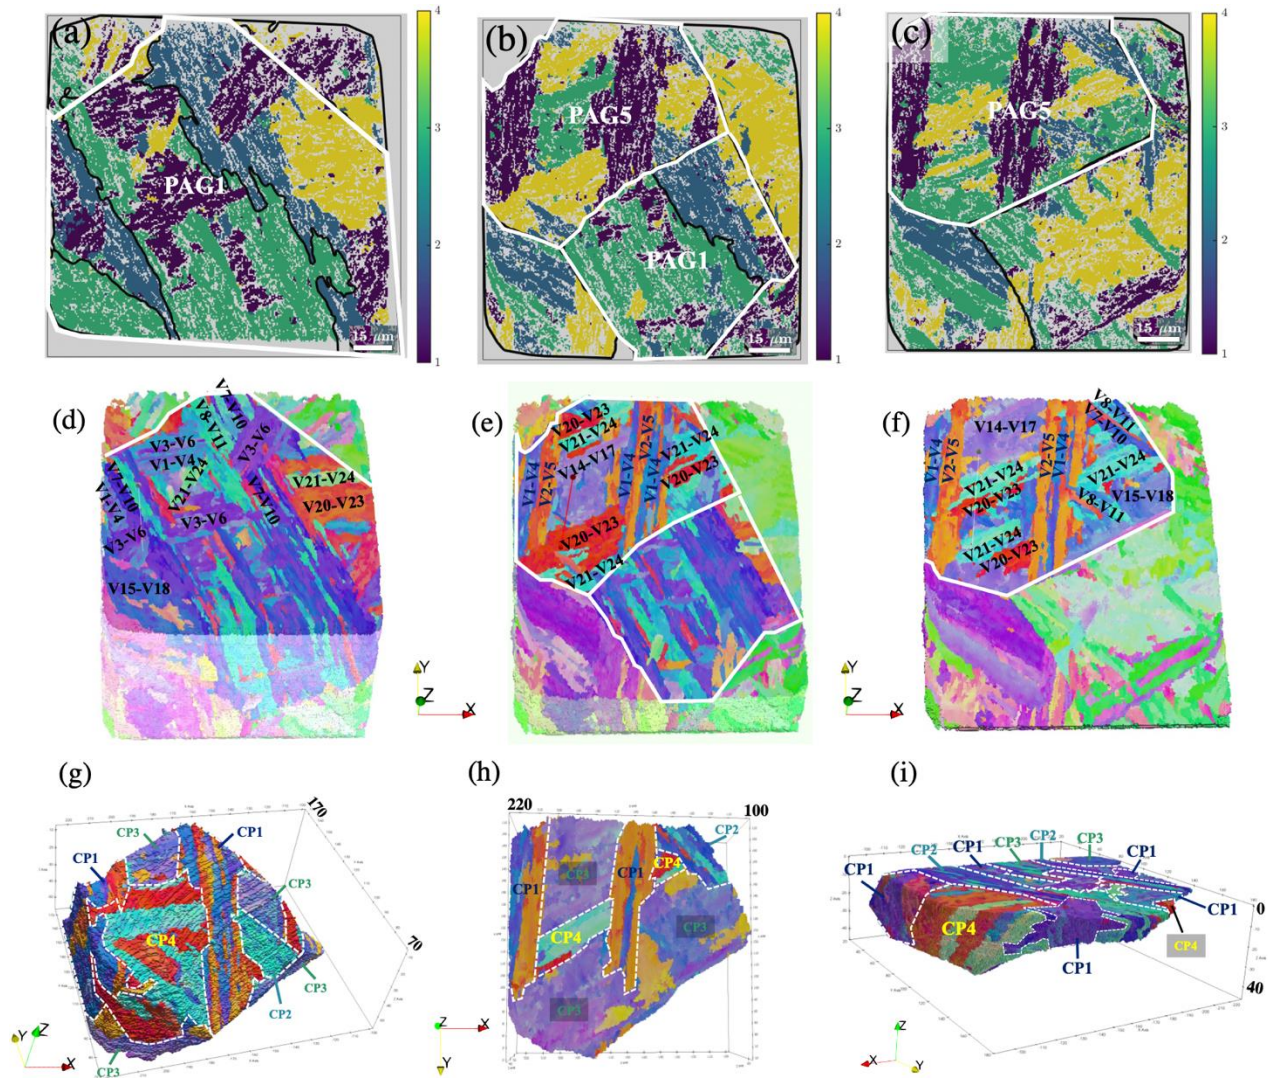 (a)
PAG1
15 μm
4
3
2
1
(b)
PAG5
PAG1
15 μm
4
3
2
1
(c)
PAG5
15 μm
4
3
2
1
(d)
V7-V10
V8-V11
V3-V6
V3-V6
V1-V4
V21-V24
V7-V10
V1-V4
V3-V6
V3-V6
V7-V10
V21-V24
V20-V23
V15-V18
Y
Z
X
(e)
V20-V23
V21-V24
V14-V17
V1-V4
V2-V5
V1-V4
V2-V5
V1-V4
V21-V24
V20-V23
V20-V23
V21-V24
Y
Z
X
(f)
V8-V11
V7-V10
V14-V17
V1-V4
V2-V5
V2-V5
V1-V4
V21-V24
V20-V23
V21-V24
V15-V18
V8-V11
V21-V24
V20-V23
(g)
170
CP3
CP1
CP1
CP3
CP4
70
CP3
CP2
CP3
Y
Z
X
(h)
220
100
CP2
CP1
CP3
CP1
CP4
CP4
CP3
CP3
Z
X
Y
(i)
CP1
CP2
CP1
CP3
CP2
CP3
CP1
CP1
0
CP4
CP1
CP4
40
Z
X
Y